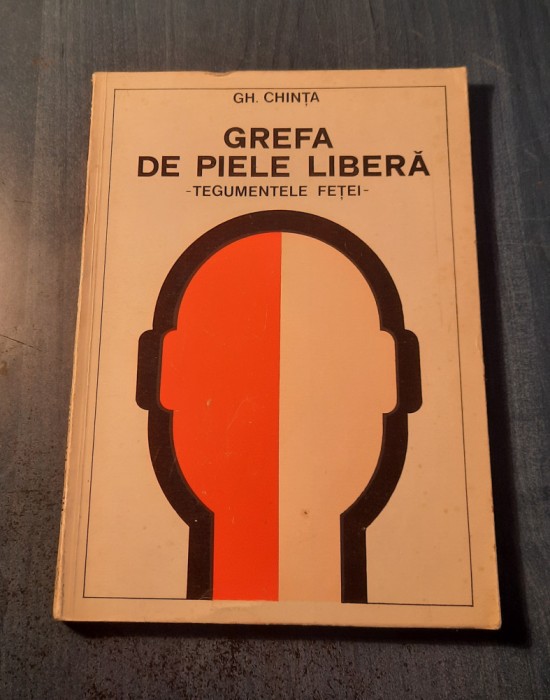 GH. CHINȚA
GREFA
DE PIELE LIBERĂ
-TEGUMENTELE FEȚEI-